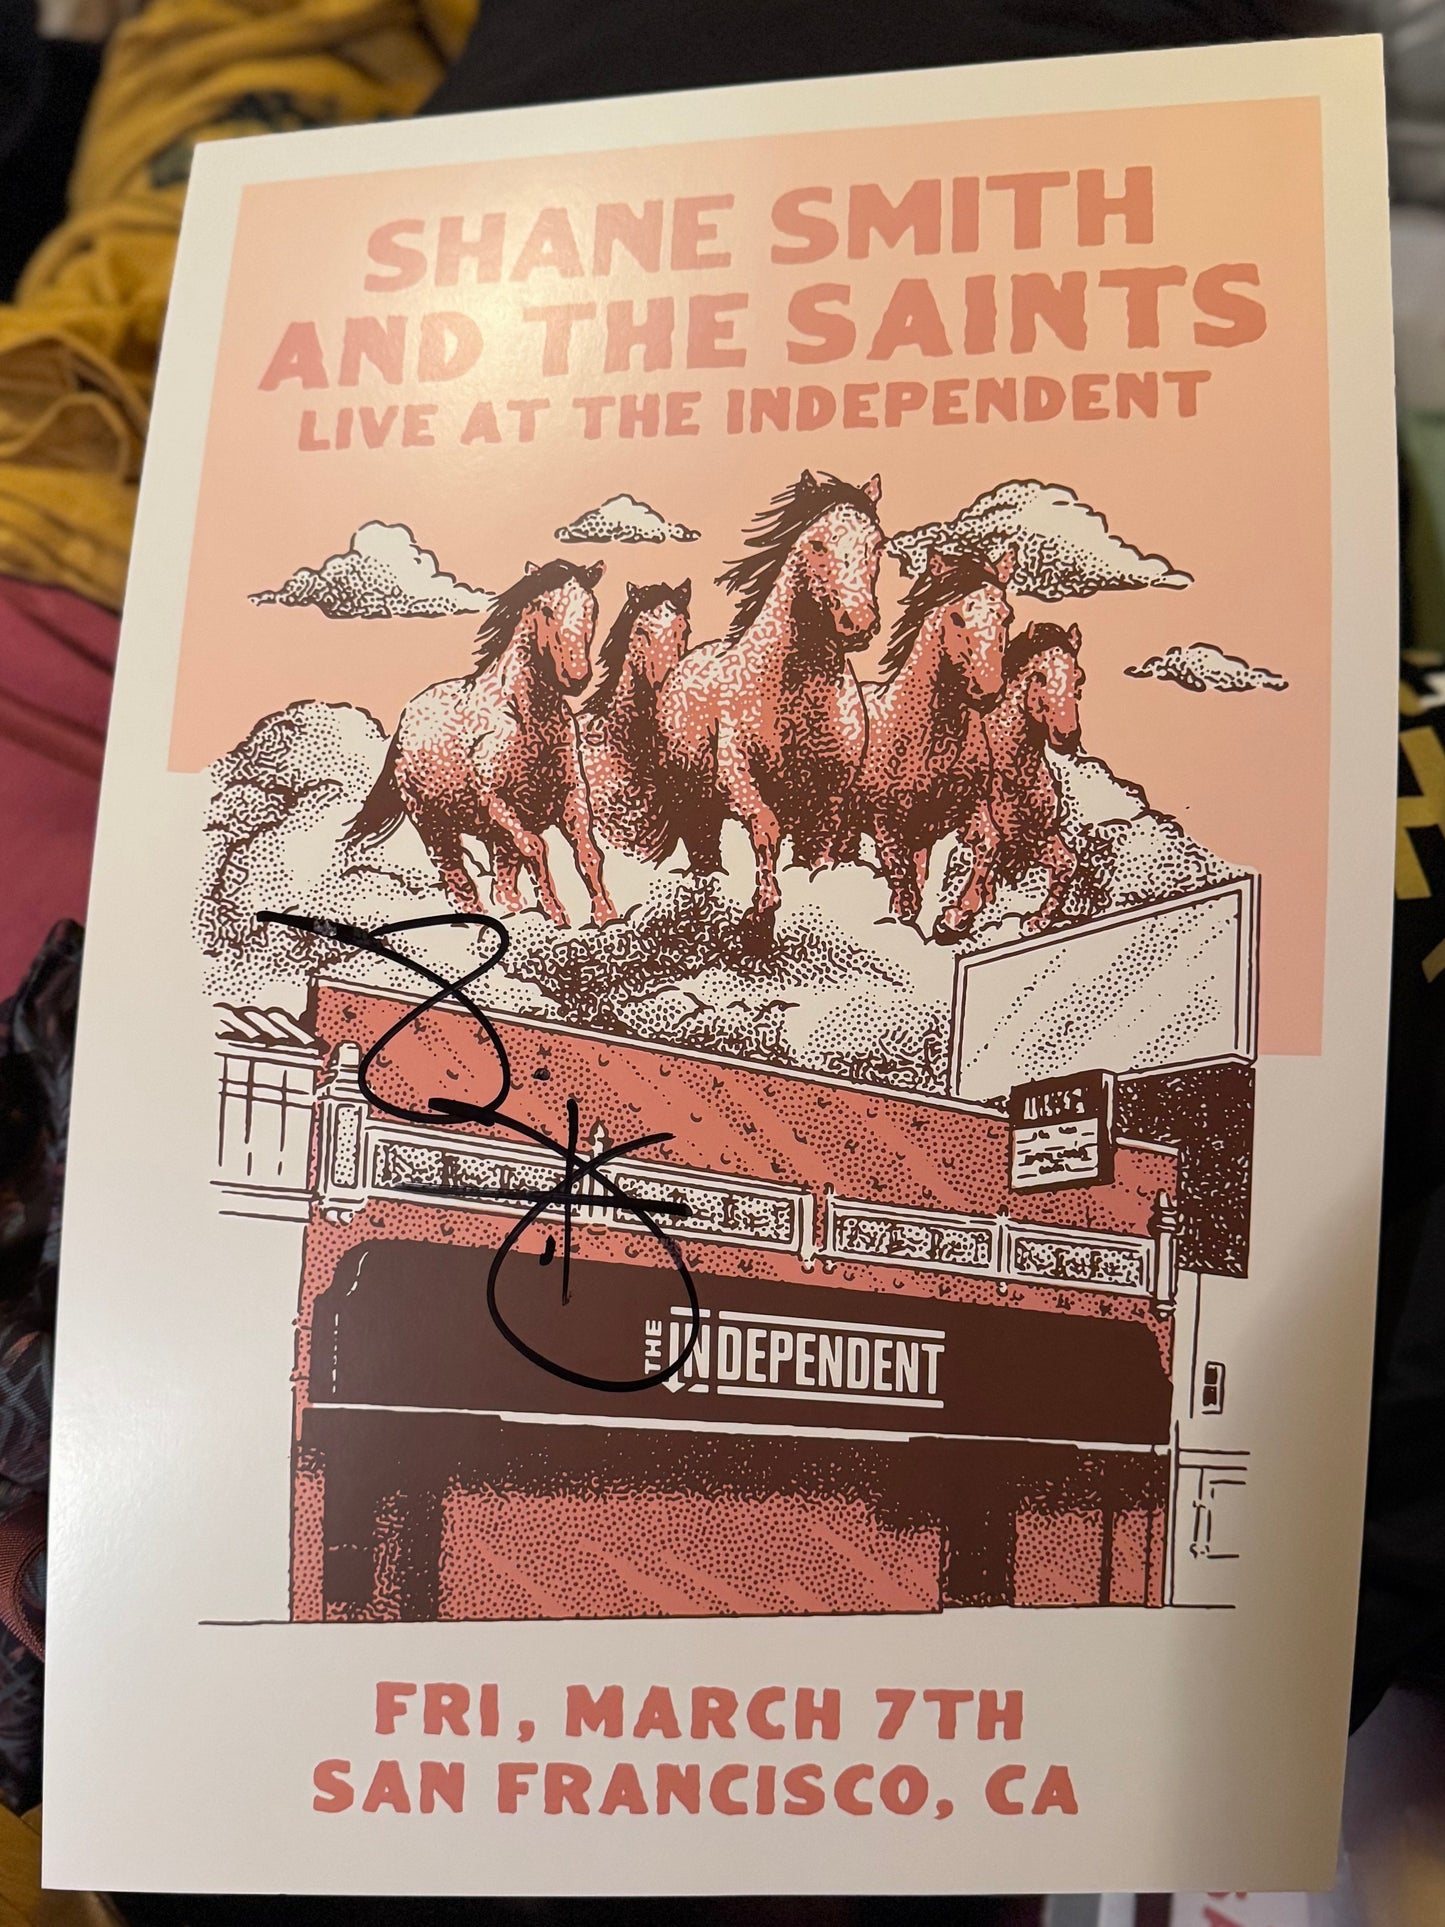 SHANE SMITH
AND THE SAINTS
LIVE AT THE INDEPENDENT
THE INDEPENDENT
FRI, MARCH 7TH
SAN FRANCISCO, CA